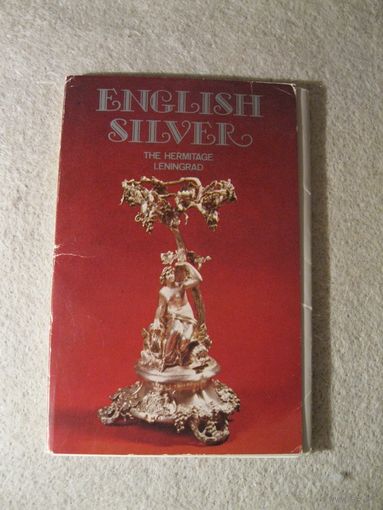 ENGLISH
SILVER
THE HERMITAGE
LENINGRAD